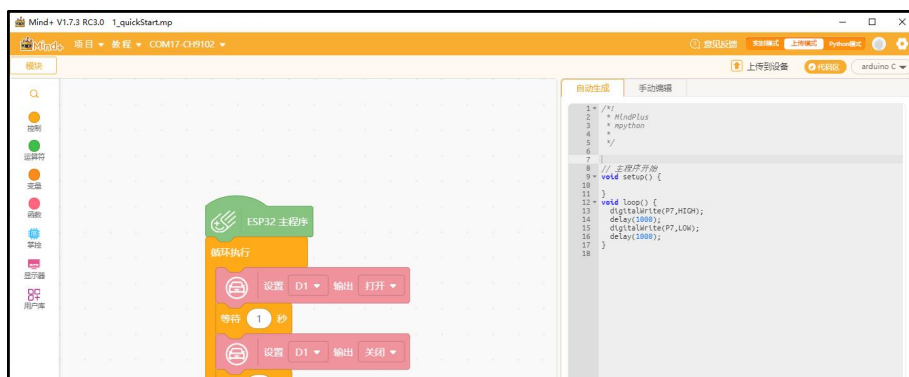 Mind+ V1.7.3 RC3.0 1_quickStart.mp
Mind+ 项目 教程 COM17-CH9102 意见反馈 实时模式 上传模式 Python模式
模块 上传到设备 代码区 arduino C
自动生成 手动编辑
控制
运算符
变量
函数
掌控
显示器
用户库
ESP32 主程序
循环执行
设置 D1 输出 打开
等待 1 秒
设置 D1 输出 关闭
1 /*!
2 * MindPlus
3 * mpython
4 *
5 */
6
7
8 // 主程序开始
9 void setup() {
10
11 }
12 void loop() {
13 digitalWrite(P7,HIGH);
14 delay(1000);
15 digitalWrite(P7,LOW);
16 delay(1000);
17 }
18